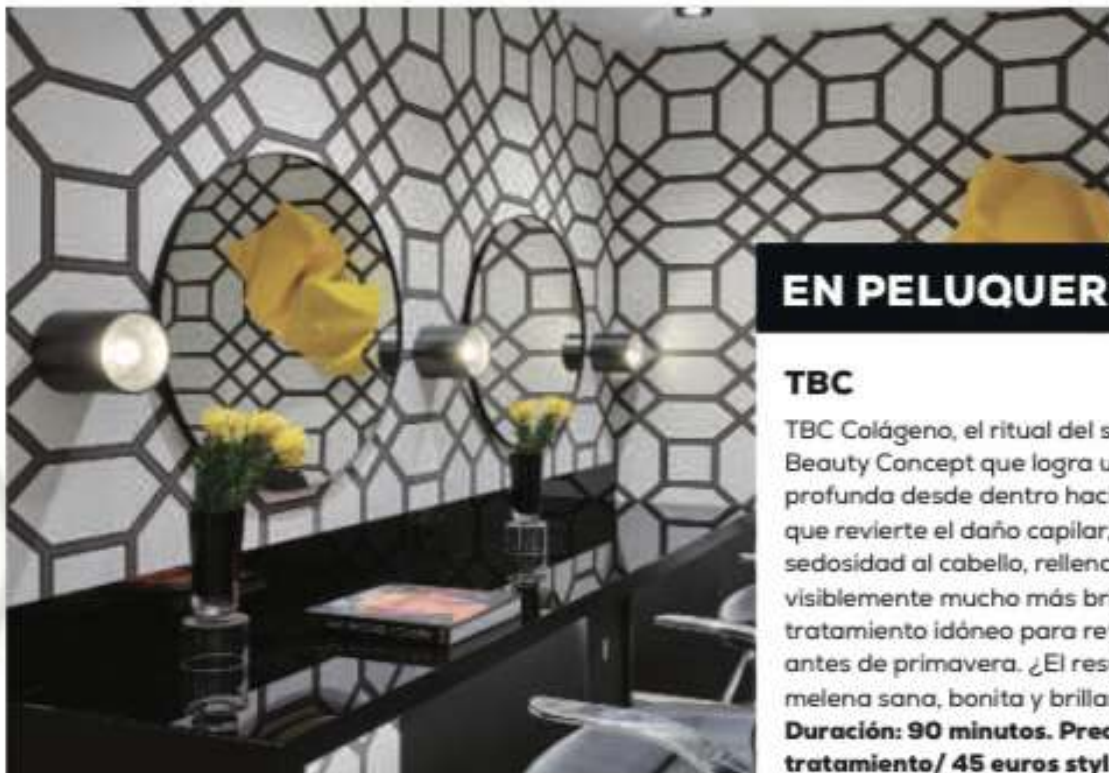 EN PELUQUER
TBC
TBC Colágeno, el ritual del s
Beauty Concept que logra u
profunda desde dentro hac
que revierte el daño capilar,
sedosidad al cabello, rellenc
visiblemente mucho más br
tratamiento idóneo para re
antes de primavera. ¿El res
melena sana, bonita y brilla
Duración: 90 minutos. Prec
tratamiento/ 45 euros styl